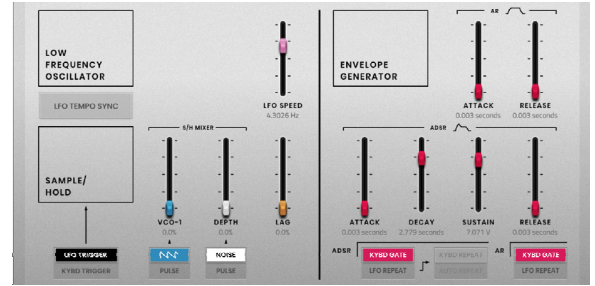 AR
LOW
FREQUENCY
OSCILLATOR
ENVELOPE
GENERATOR
LFO SPEED
4.3026 Hz
ATTACK
0.003 seconds
RELEASE
0.003 seconds
LFO TEMPO SYNC
S/H MIXER
ADSR
SAMPLE/
HOLD
VCO-1
0.0%
DEPTH
0.0%
LAG
0.0%
ATTACK
0.003 seconds
DECAY
2.779 seconds
SUSTAIN
7.071 V
RELEASE
0.003 seconds
LFO TRIGGER
KYBD TRIGGER
PULSE
NOISE
PULSE
ADSR
KYBD GATE
LFO REPEAT
KYBD REPEAT
AUTO REPEAT
AR
KYBD GATE
LFO REPEAT